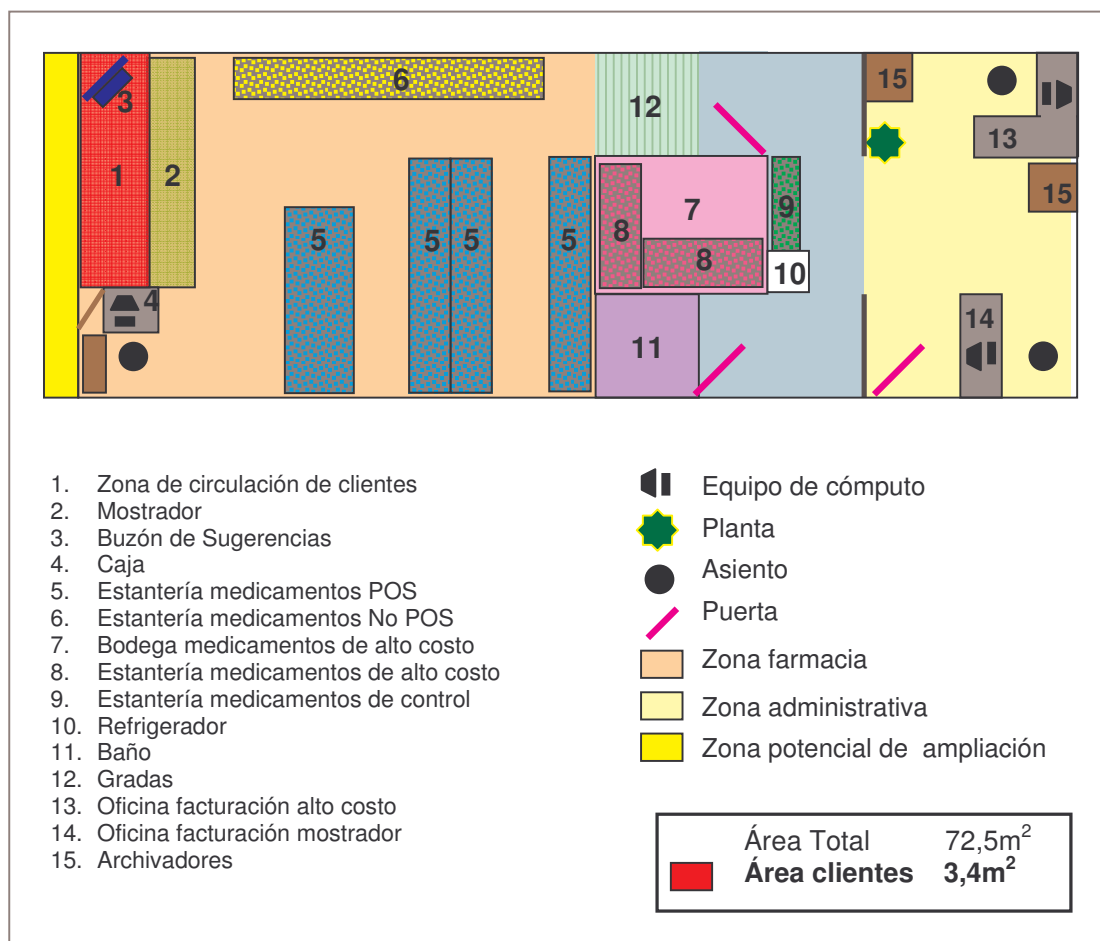 6
15
12
3
13
1
2
15
7
9
8
5
5
5
5
8
10
4
14
11
1. Zona de circulación de clientes
2. Mostrador
3. Buzón de Sugerencias
4. Caja
5. Estantería medicamentos POS
6. Estantería medicamentos No POS
7. Bodega medicamentos de alto costo
8. Estantería medicamentos de alto costo
9. Estantería medicamentos de control
10. Refrigerador
11. Baño
12. Gradas
13. Oficina facturación alto costo
14. Oficina facturación mostrador
15. Archivadores
Equipo de cómputo
Planta
Asiento
Puerta
Zona farmacia
Zona administrativa
Zona potencial de ampliación
Área Total 72,5m²
Área clientes 3,4m²